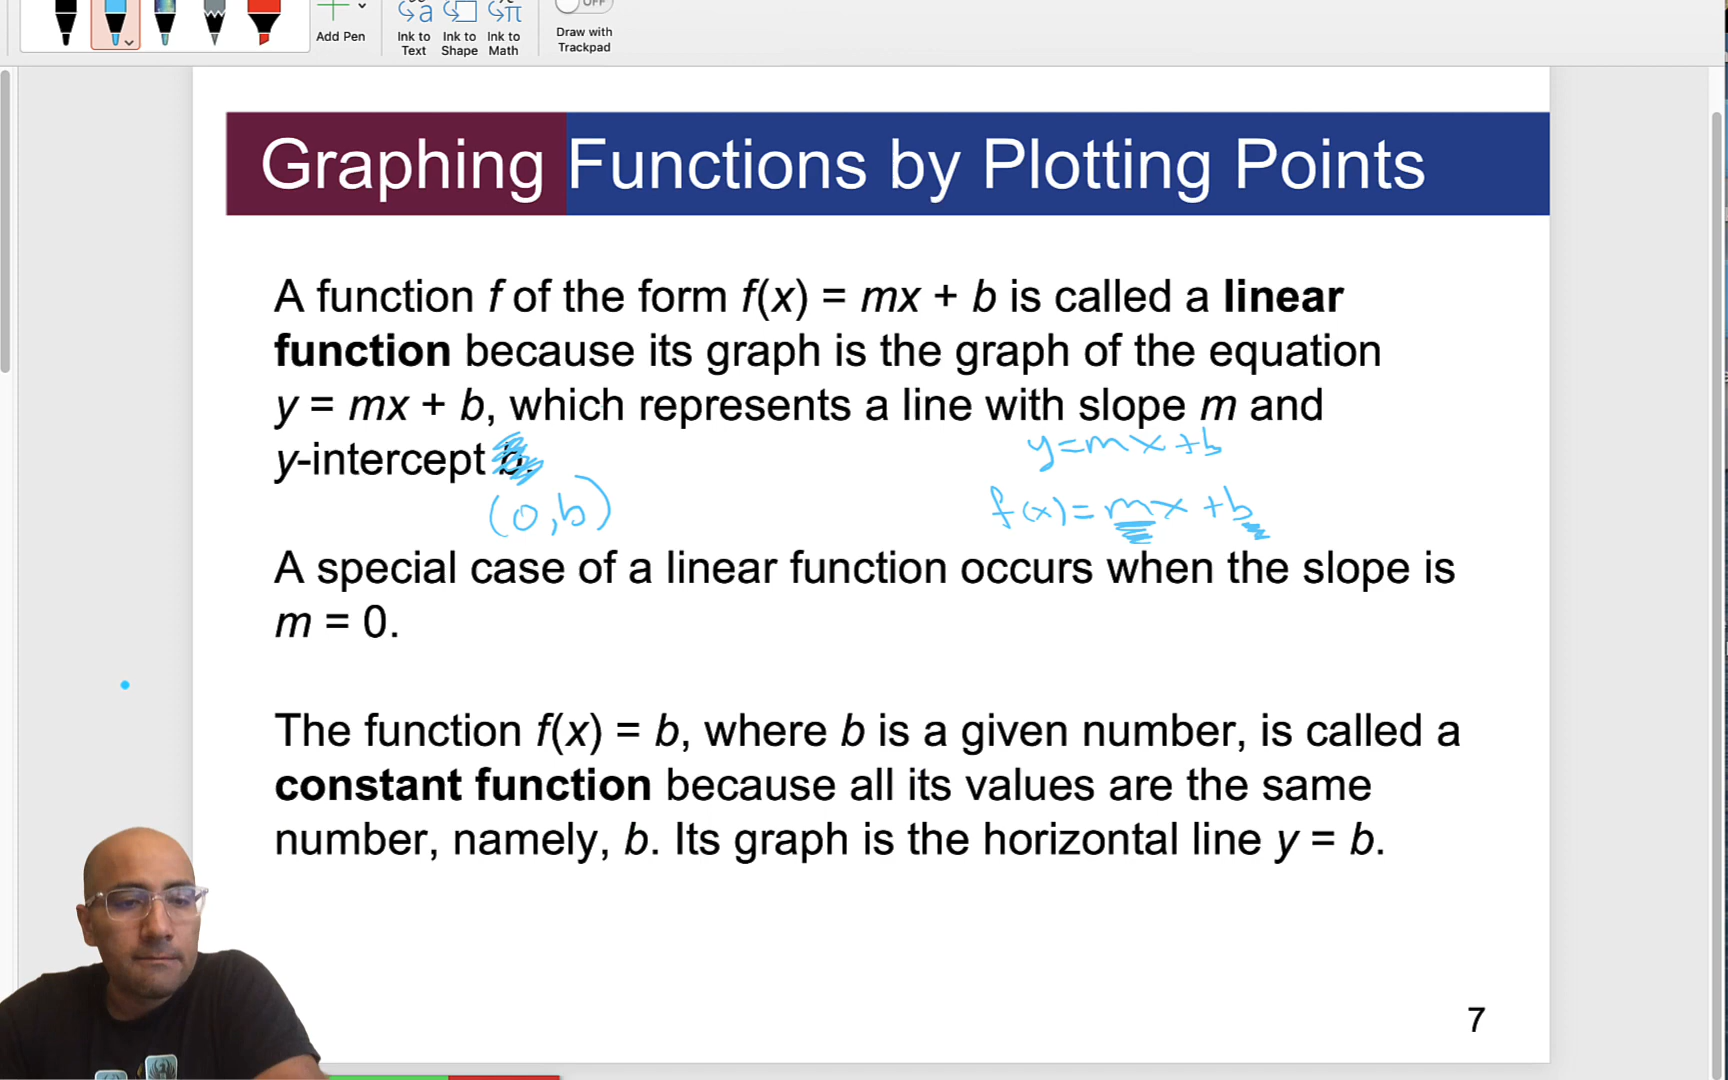 OFF
Add Pen
Ink to Text
Ink to Shape
Ink to Math
Draw with Trackpad
Graphing Functions by Plotting Points
A function f of the form f(x) = mx + b is called a linear
function because its graph is the graph of the equation
y = mx + b, which represents a line with slope m and
y-intercept b.
y=mx+b
(0,b)
f(x)=mx+b
A special case of a linear function occurs when the slope is
m = 0.
The function f(x) = b, where b is a given number, is called a
constant function because all its values are the same
number, namely, b. Its graph is the horizontal line y = b.
7